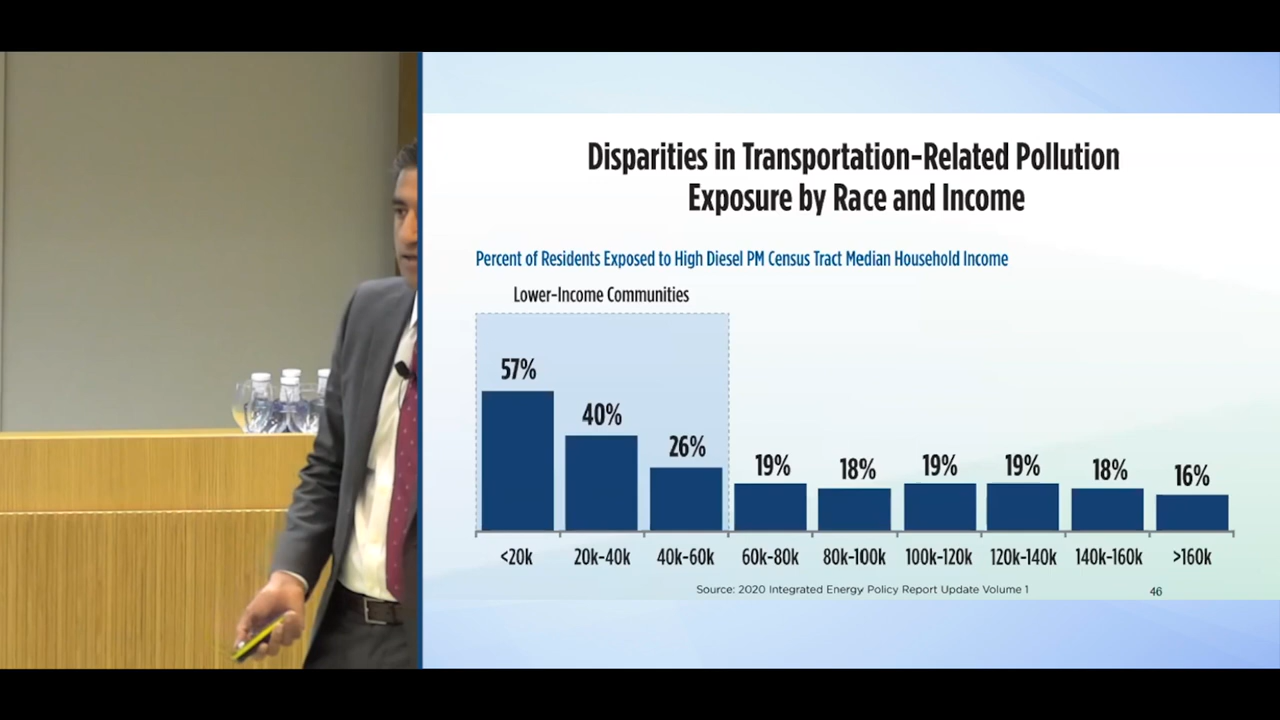 Disparities in Transportation-Related Pollution
Exposure by Race and Income
Percent of Residents Exposed to High Diesel PM Census Tract Median Household Income
Lower-Income Communities
57%
40%
26%
19%
18%
19%
19%
18%
16%
<20k
20k-40k
40k-60k
60k-80k
80k-100k
100k-120k
120k-140k
140k-160k
>160k
Source: 2020 Integrated Energy Policy Report Update Volume 1
46